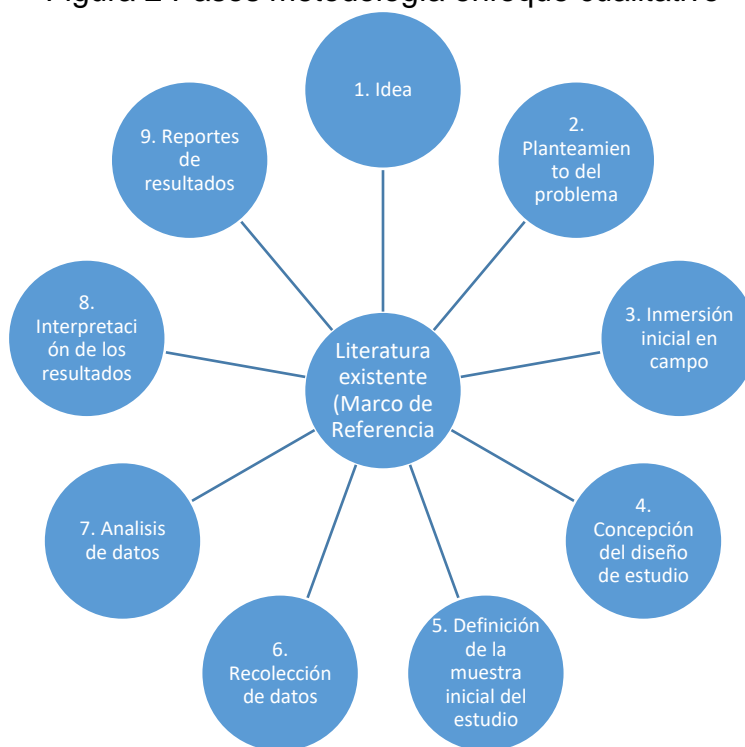 1. Idea
2.
Planteamien
to del
problema
3. Inmersión
inicial en
campo
4.
Concepción
del diseño
de estudio
5. Definición
de la
muestra
inicial del
estudio
6.
Recolección
de datos
7. Analisis
de datos
8.
Interpretaci
ón de los
resultados
9. Reportes
de
resultados
Literatura
existente
(Marco de
Referencia